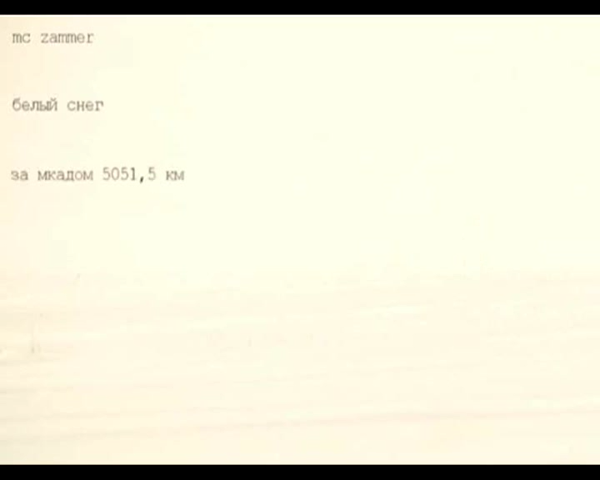 mc zammer
белый снег
за мкадом 5051,5 км